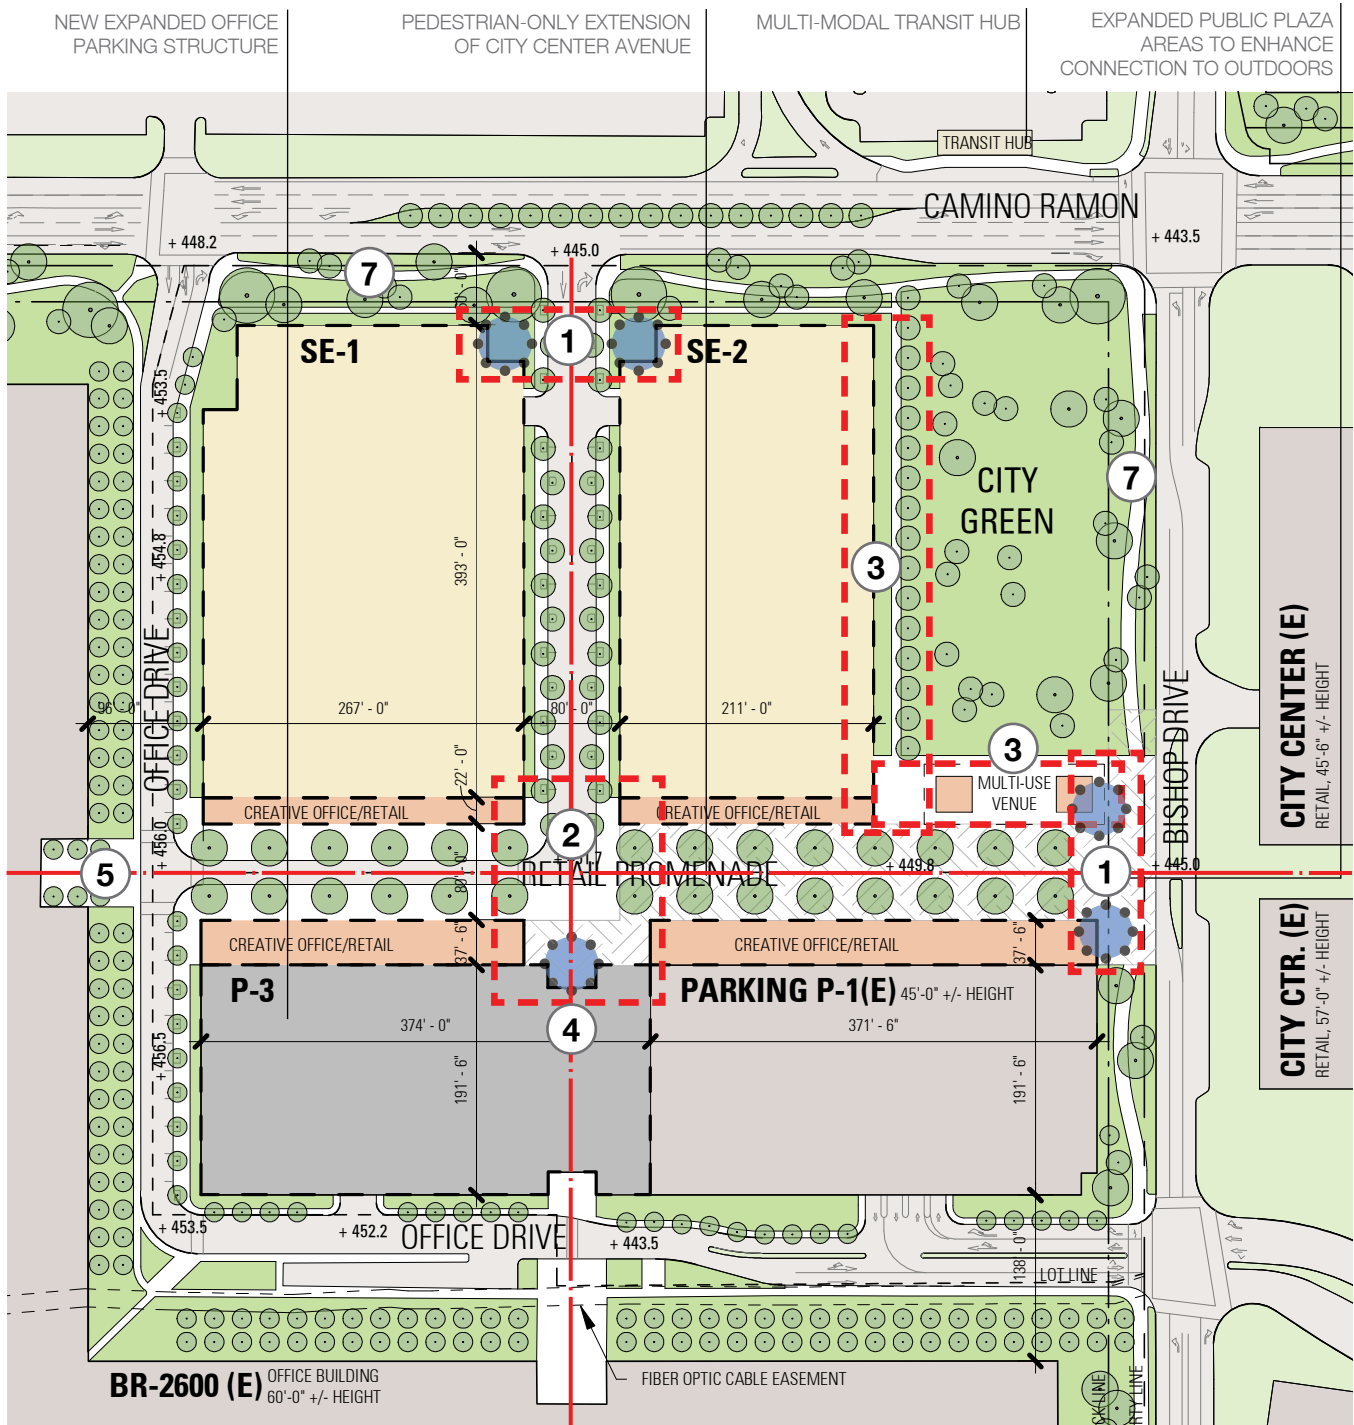 NEW EXPANDED OFFICE
PARKING STRUCTURE
PEDESTRIAN-ONLY EXTENSION
OF CITY CENTER AVENUE
MULTI-MODAL TRANSIT HUB
EXPANDED PUBLIC PLAZA
AREAS TO ENHANCE
CONNECTION TO OUTDOORS
TRANSIT HUB
CAMINO RAMON
+ 448.2
+ 445.0
+ 443.5
7
1
SE-1
SE-2
+ 453.5
CITY
GREEN
7
393' - 0"
+ 454.8
3
OFFICE DRIVE
96' - 0"
267' - 0"
80' - 0"
211' - 0"
BISHOP DRIVE
CITY CENTER (E)
RETAIL, 45'-6" +/- HEIGHT
3
22' - 0"
MULTI-USE
VENUE
CREATIVE OFFICE/RETAIL
CREATIVE OFFICE/RETAIL
2
+ 456.0
5
80' - 0"
RETAIL PROMENADE
+ 449.8
1
+ 445.0
CREATIVE OFFICE/RETAIL
37' - 6"
CREATIVE OFFICE/RETAIL
37' - 6"
P-3
PARKING P-1(E) 45'-0" +/- HEIGHT
CITY CTR. (E)
RETAIL, 57'-0" +/- HEIGHT
374' - 0"
4
371' - 6"
+ 456.5
191' - 6"
191' - 6"
+ 453.5
+ 452.2
OFFICE DRIVE
+ 443.5
138' - 0"
LOT LINE
BR-2600 (E) OFFICE BUILDING
60'-0" +/- HEIGHT
FIBER OPTIC CABLE EASEMENT
LINE
LINE